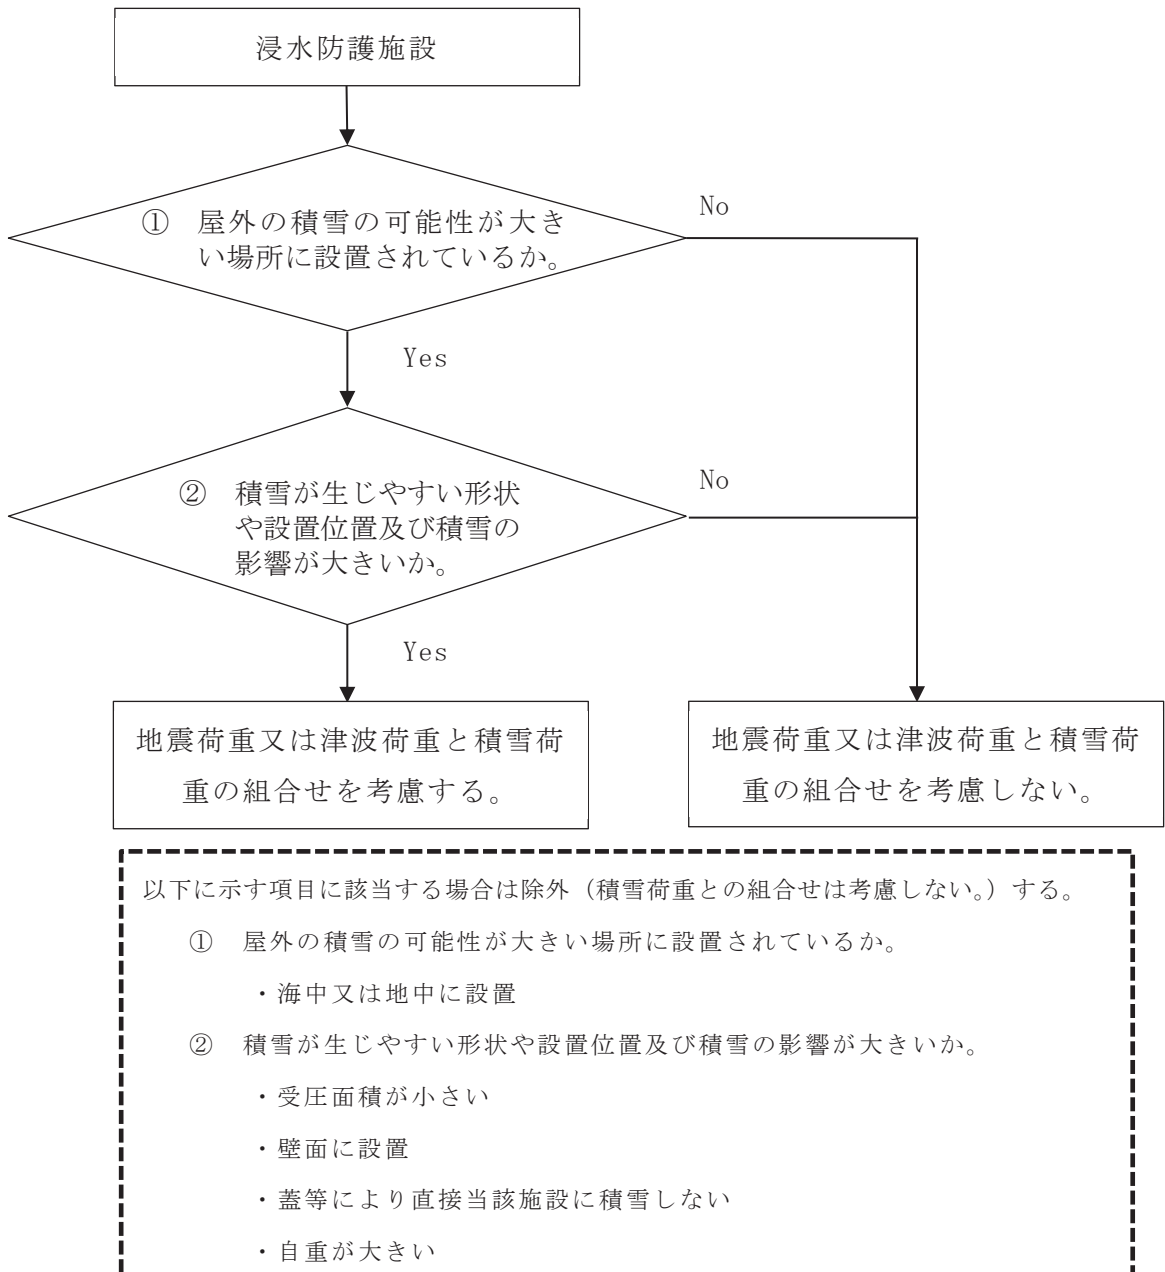 浸水防護施設
① 屋外の積雪の可能性が大き
い場所に設置されているか。
No
Yes
② 積雪が生じやすい形状
や設置位置及び積雪の
影響が大きいか。
No
Yes
地震荷重又は津波荷重と積雪荷
重の組合せを考慮する。
地震荷重又は津波荷重と積雪荷
重の組合せを考慮しない。
以下に示す項目に該当する場合は除外（積雪荷重との組合せは考慮しない。）する。
① 屋外の積雪の可能性が大きい場所に設置されているか。
・海中又は地中に設置
② 積雪が生じやすい形状や設置位置及び積雪の影響が大きいか。
・受圧面積が小さい
・壁面に設置
・蓋等により直接当該施設に積雪しない
・自重が大きい